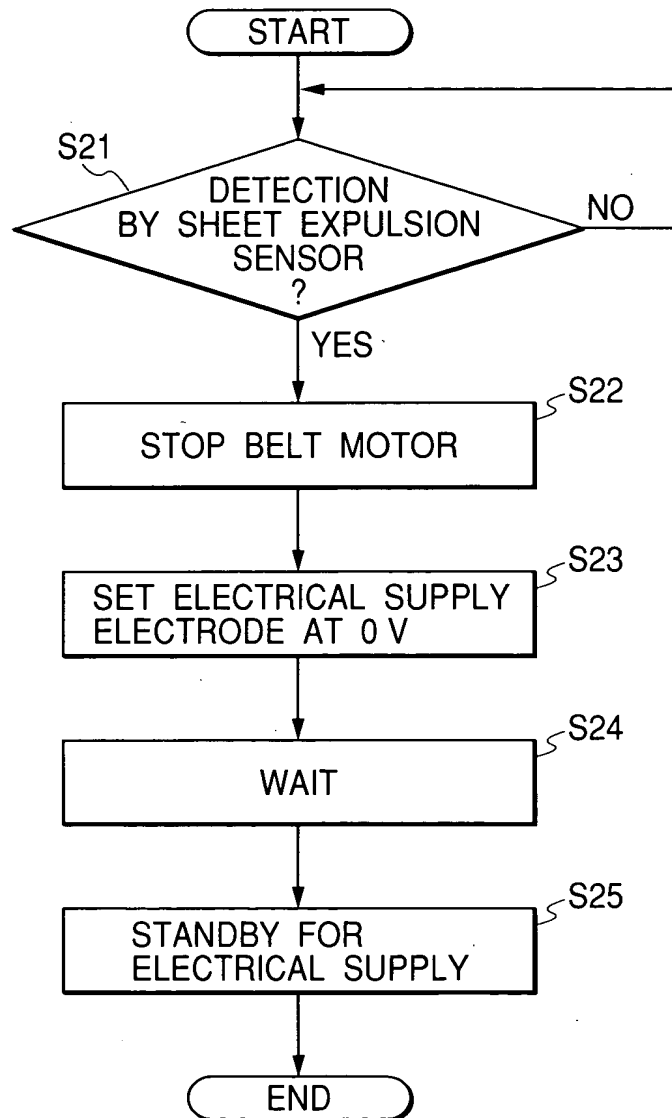 START
S21
DETECTION
BY SHEET EXPULSION
SENSOR
?
NO
YES
S22
STOP BELT MOTOR
S23
SET ELECTRICAL SUPPLY
ELECTRODE AT 0 V
S24
WAIT
S25
STANDBY FOR
ELECTRICAL SUPPLY
END